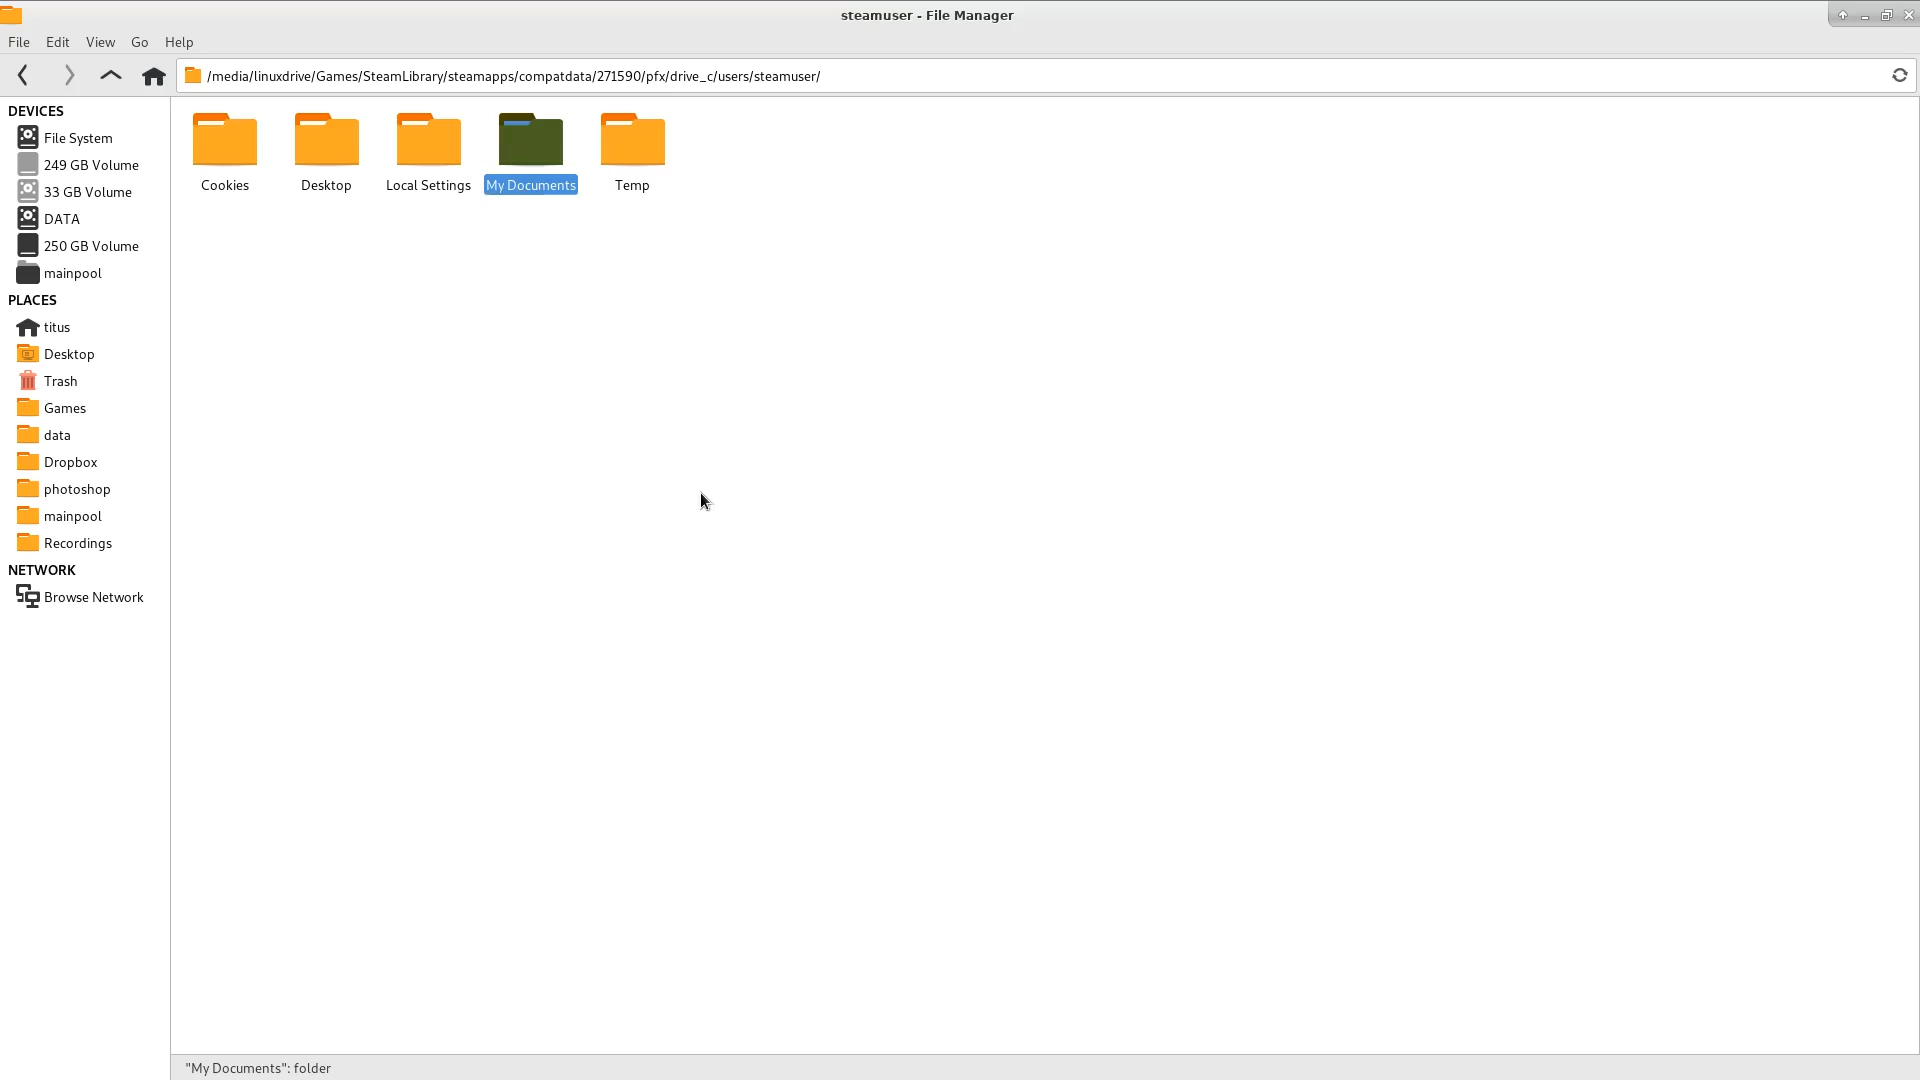 steamuser - File Manager
File Edit View Go Help
/media/linuxdrive/Games/SteamLibrary/steamapps/compatdata/271590/pfx/drive_c/users/steamuser/
DEVICES
File System
249 GB Volume
33 GB Volume
DATA
250 GB Volume
mainpool
PLACES
titus
Desktop
Trash
Games
data
Dropbox
photoshop
mainpool
Recordings
NETWORK
Browse Network
Cookies Desktop Local Settings My Documents Temp
"My Documents": folder